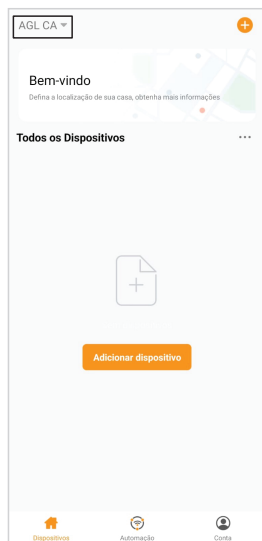 AGL CA
Bem-vindo
Defina a localização de sua casa, obtenha mais informações
Todos os Dispositivos
Adicionar dispositivo
Dispositivos
Automação
Conta